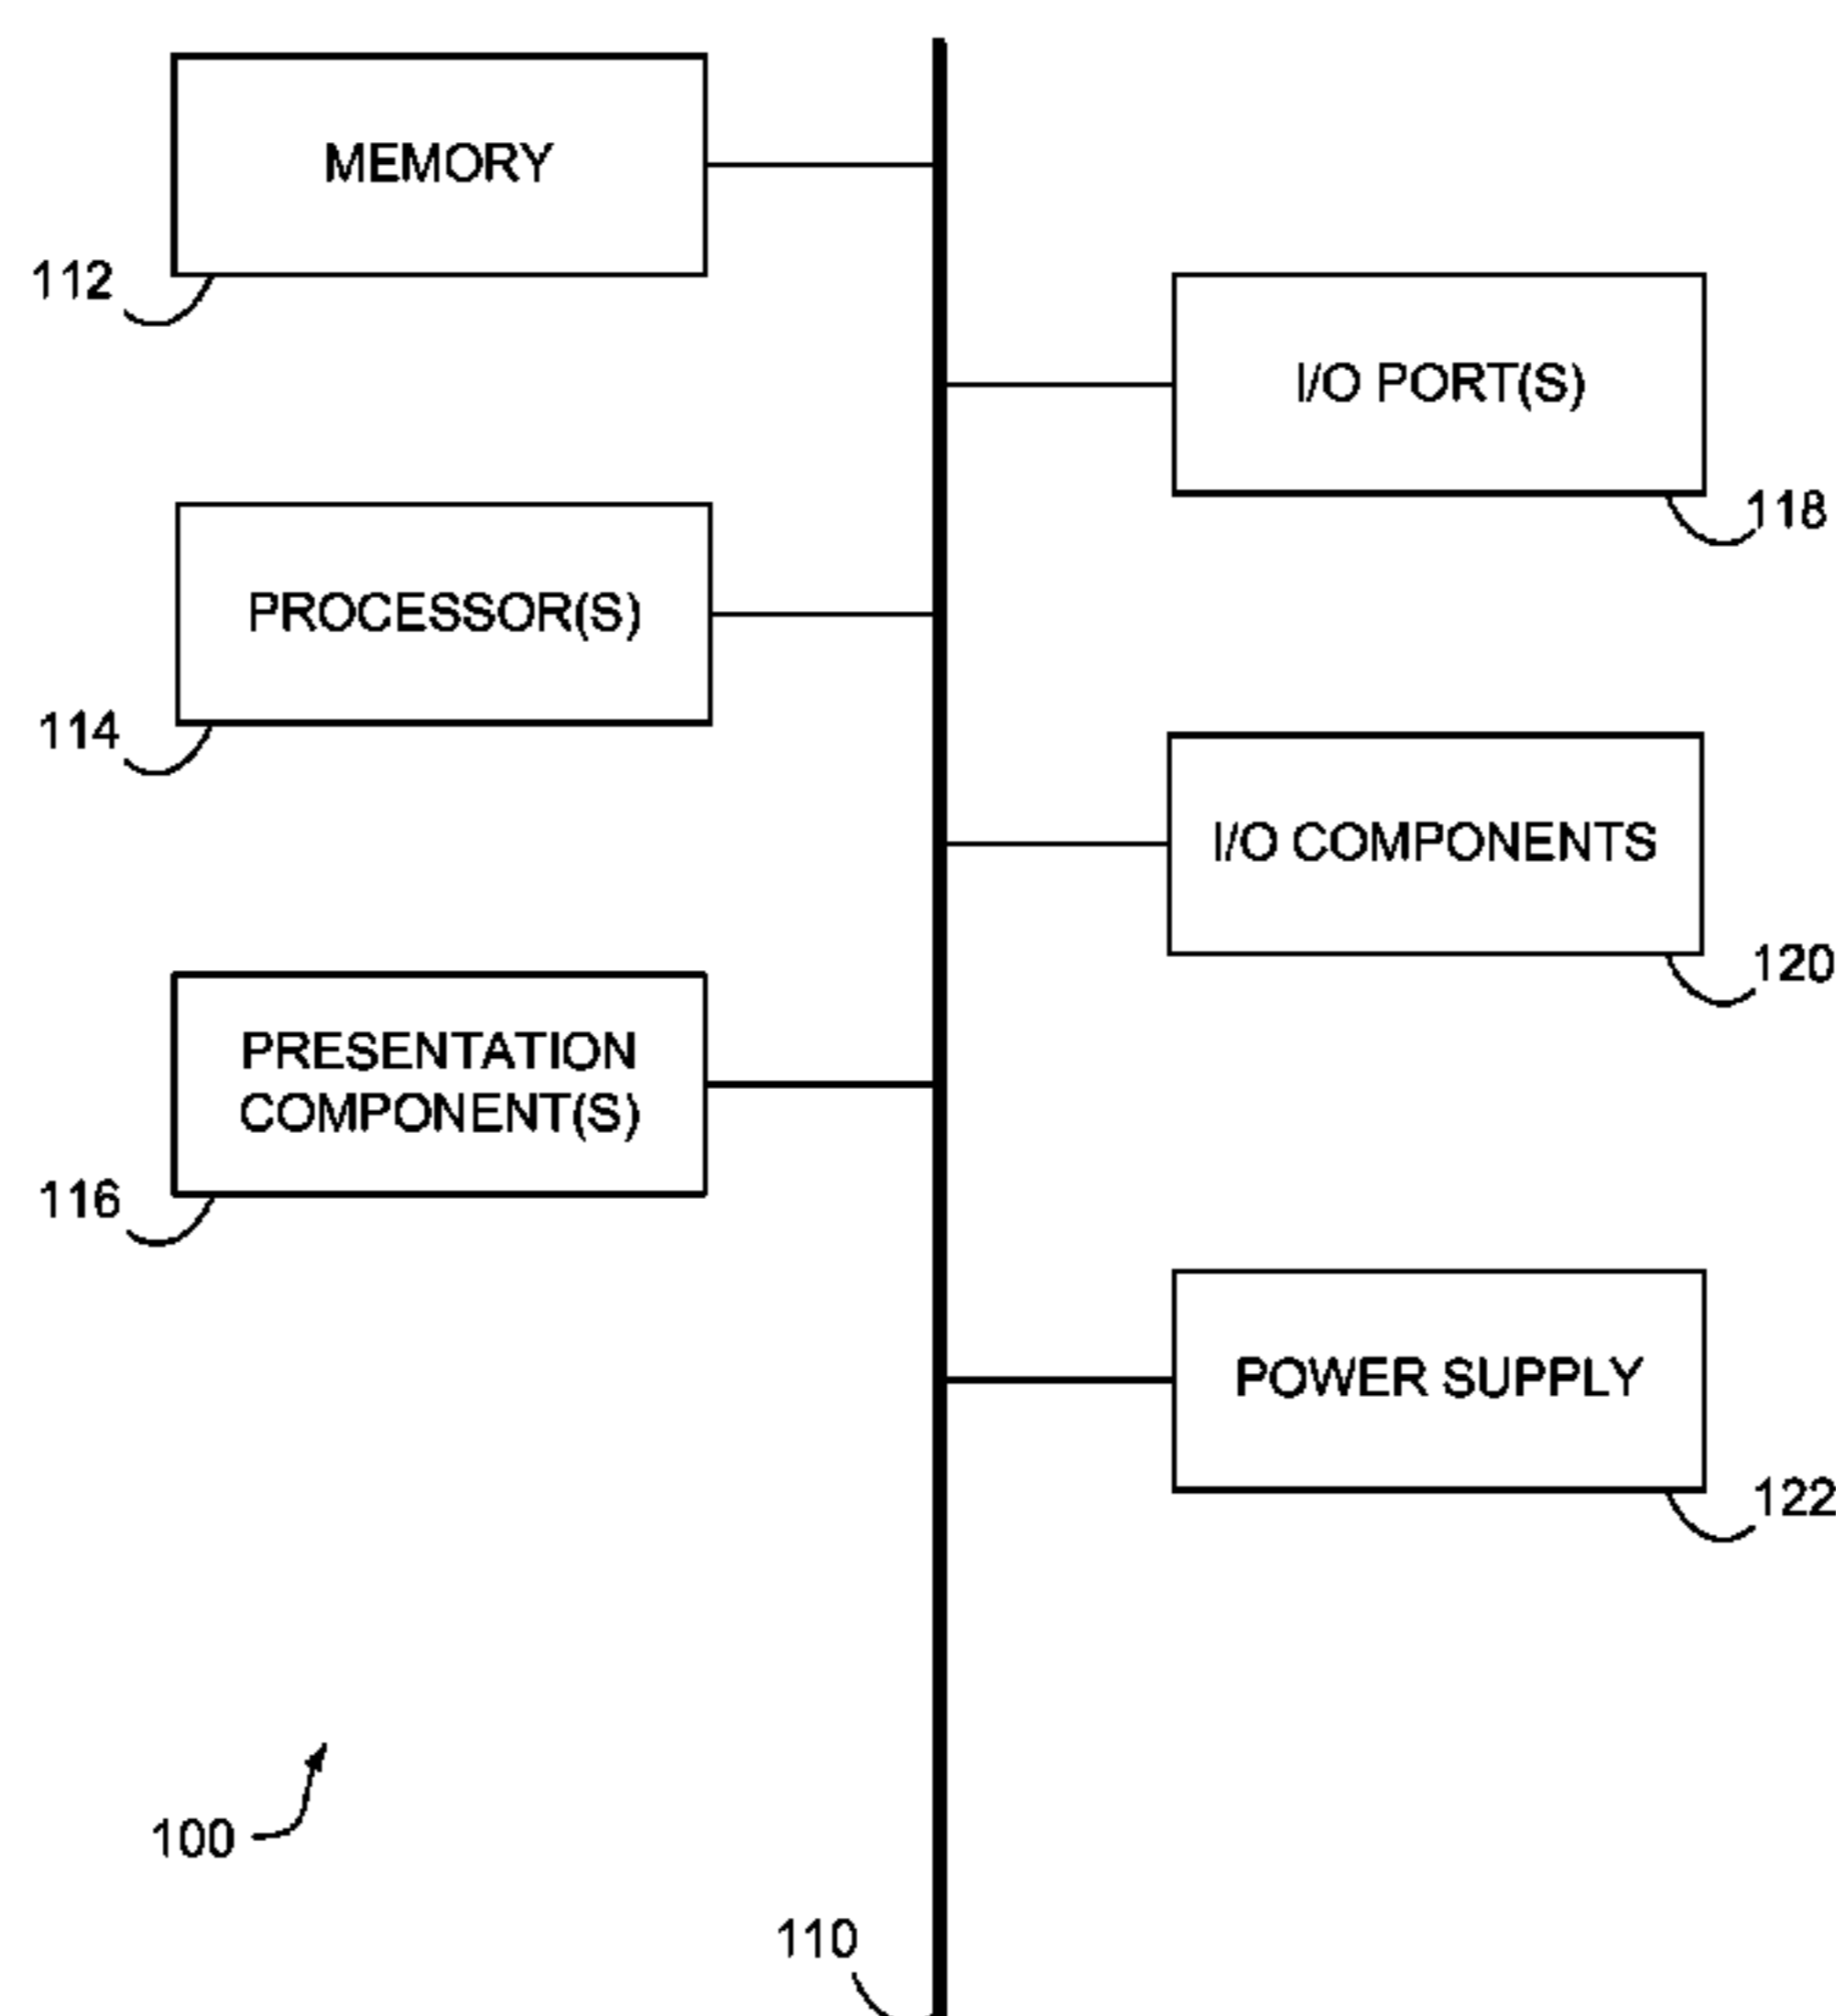 MEMORY
112
I/O PORT(S)
118
PROCESSOR(S)
114
I/O COMPONENTS
120
PRESENTATION
COMPONENT(S)
116
POWER SUPPLY
122
100
110